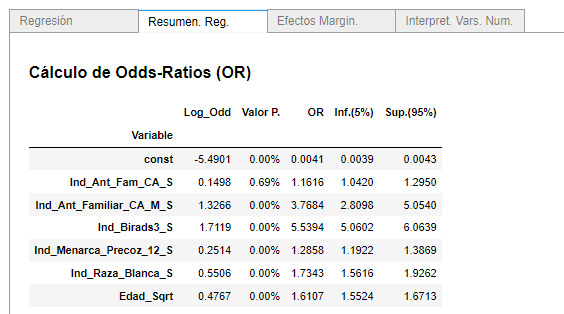 Regresión Resumen. Reg. Efectos Margin. Interpret. Vars. Num.
Cálculo de Odds-Ratios (OR)
Log_Odd Valor P. OR Inf.(5%) Sup.(95%)
Variable
const -5.4901 0.00% 0.0041 0.0039 0.0043
Ind_Ant_Fam_CA_S 0.1498 0.69% 1.1616 1.0420 1.2950
Ind_Ant_Familiar_CA_M_S 1.3266 0.00% 3.7684 2.8098 5.0540
Ind_Birads3_S 1.7119 0.00% 5.5394 5.0602 6.0639
Ind_Menarca_Precoz_12_S 0.2514 0.00% 1.2858 1.1922 1.3869
Ind_Raza_Blanca_S 0.5506 0.00% 1.7343 1.5616 1.9262
Edad_Sqrt 0.4767 0.00% 1.6107 1.5524 1.6713